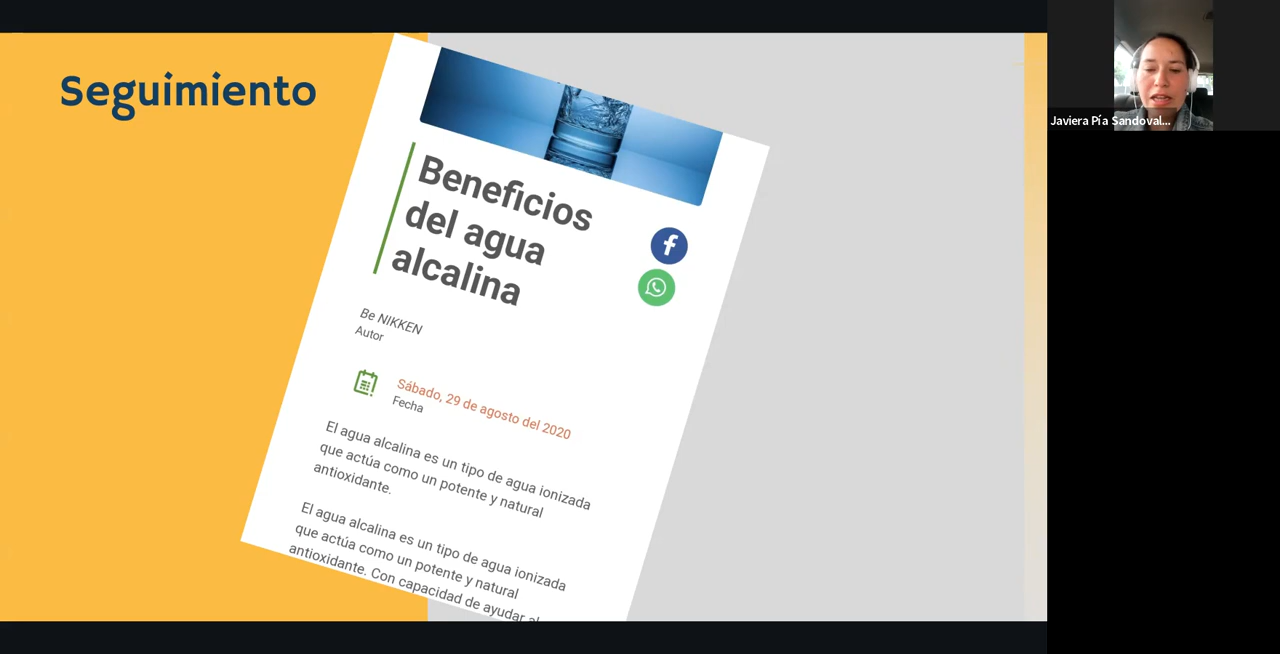 Seguimiento
Beneficios
del agua
alcalina
Be NIKKEN
Autor
Sábado, 29 de agosto del 2020
Fecha
El agua alcalina es un tipo de agua ionizada
que actúa como un potente y natural
antioxidante.
El agua alcalina es un tipo de agua ionizada
que actúa como un potente y natural
antioxidante. Con capacidad de ayudar al
Javiera Pía Sandoval...